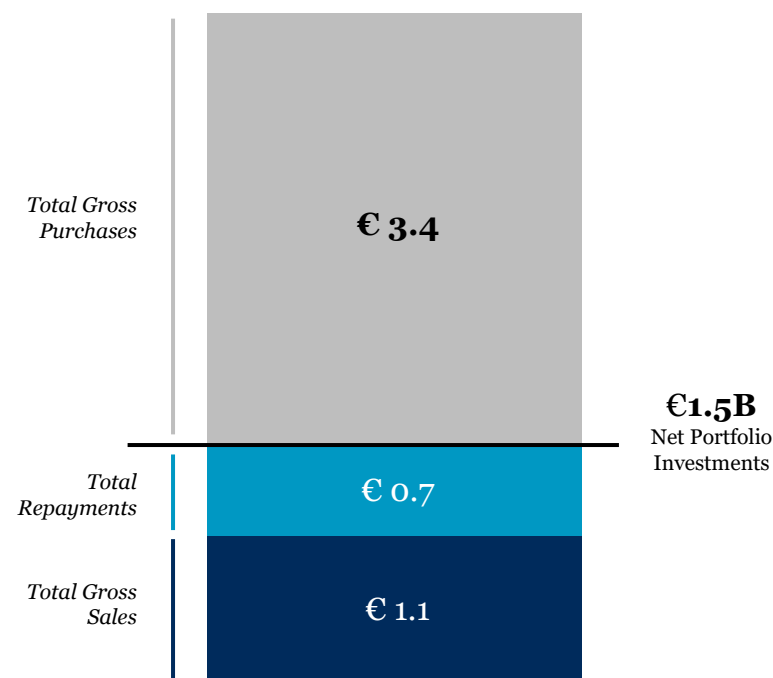 Total Gross
Purchases
€ 3.4
€1.5B
Net Portfolio
Investments
Total
Repayments
€ 0.7
Total Gross
Sales
€ 1.1